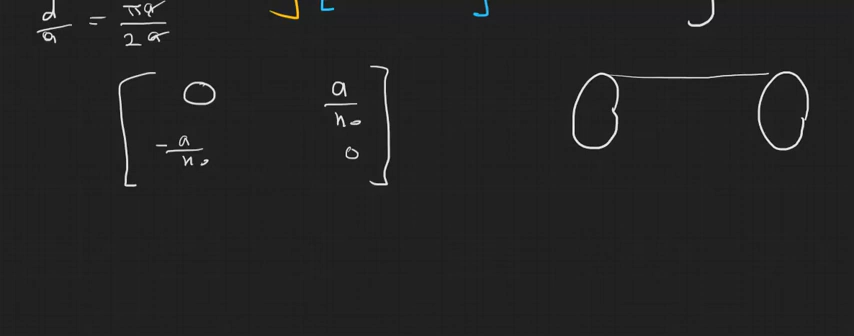 d/a = πa/2a
[ 0 a/n₀
-a/n₀ 0 ]